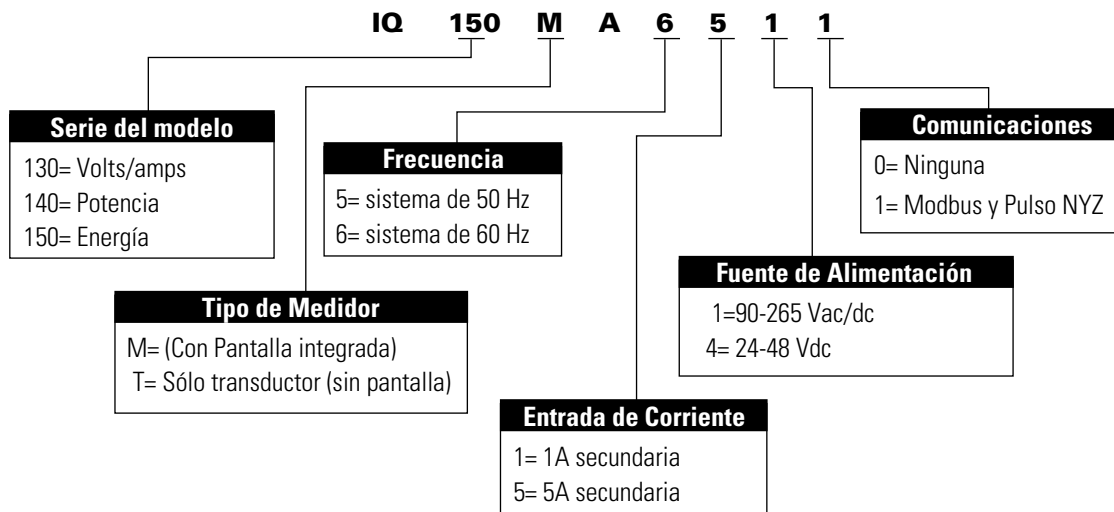 IQ 150 M A 6 5 1 1
Serie del modelo
130= Volts/amps
140= Potencia
150= Energía
Tipo de Medidor
M= (Con Pantalla integrada)
T= Sólo transductor (sin pantalla)
Frecuencia
5= sistema de 50 Hz
6= sistema de 60 Hz
Entrada de Corriente
1= 1A secundaria
5= 5A secundaria
Fuente de Alimentación
1=90-265 Vac/dc
4= 24-48 Vdc
Comunicaciones
0= Ninguna
1= Modbus y Pulso NYZ